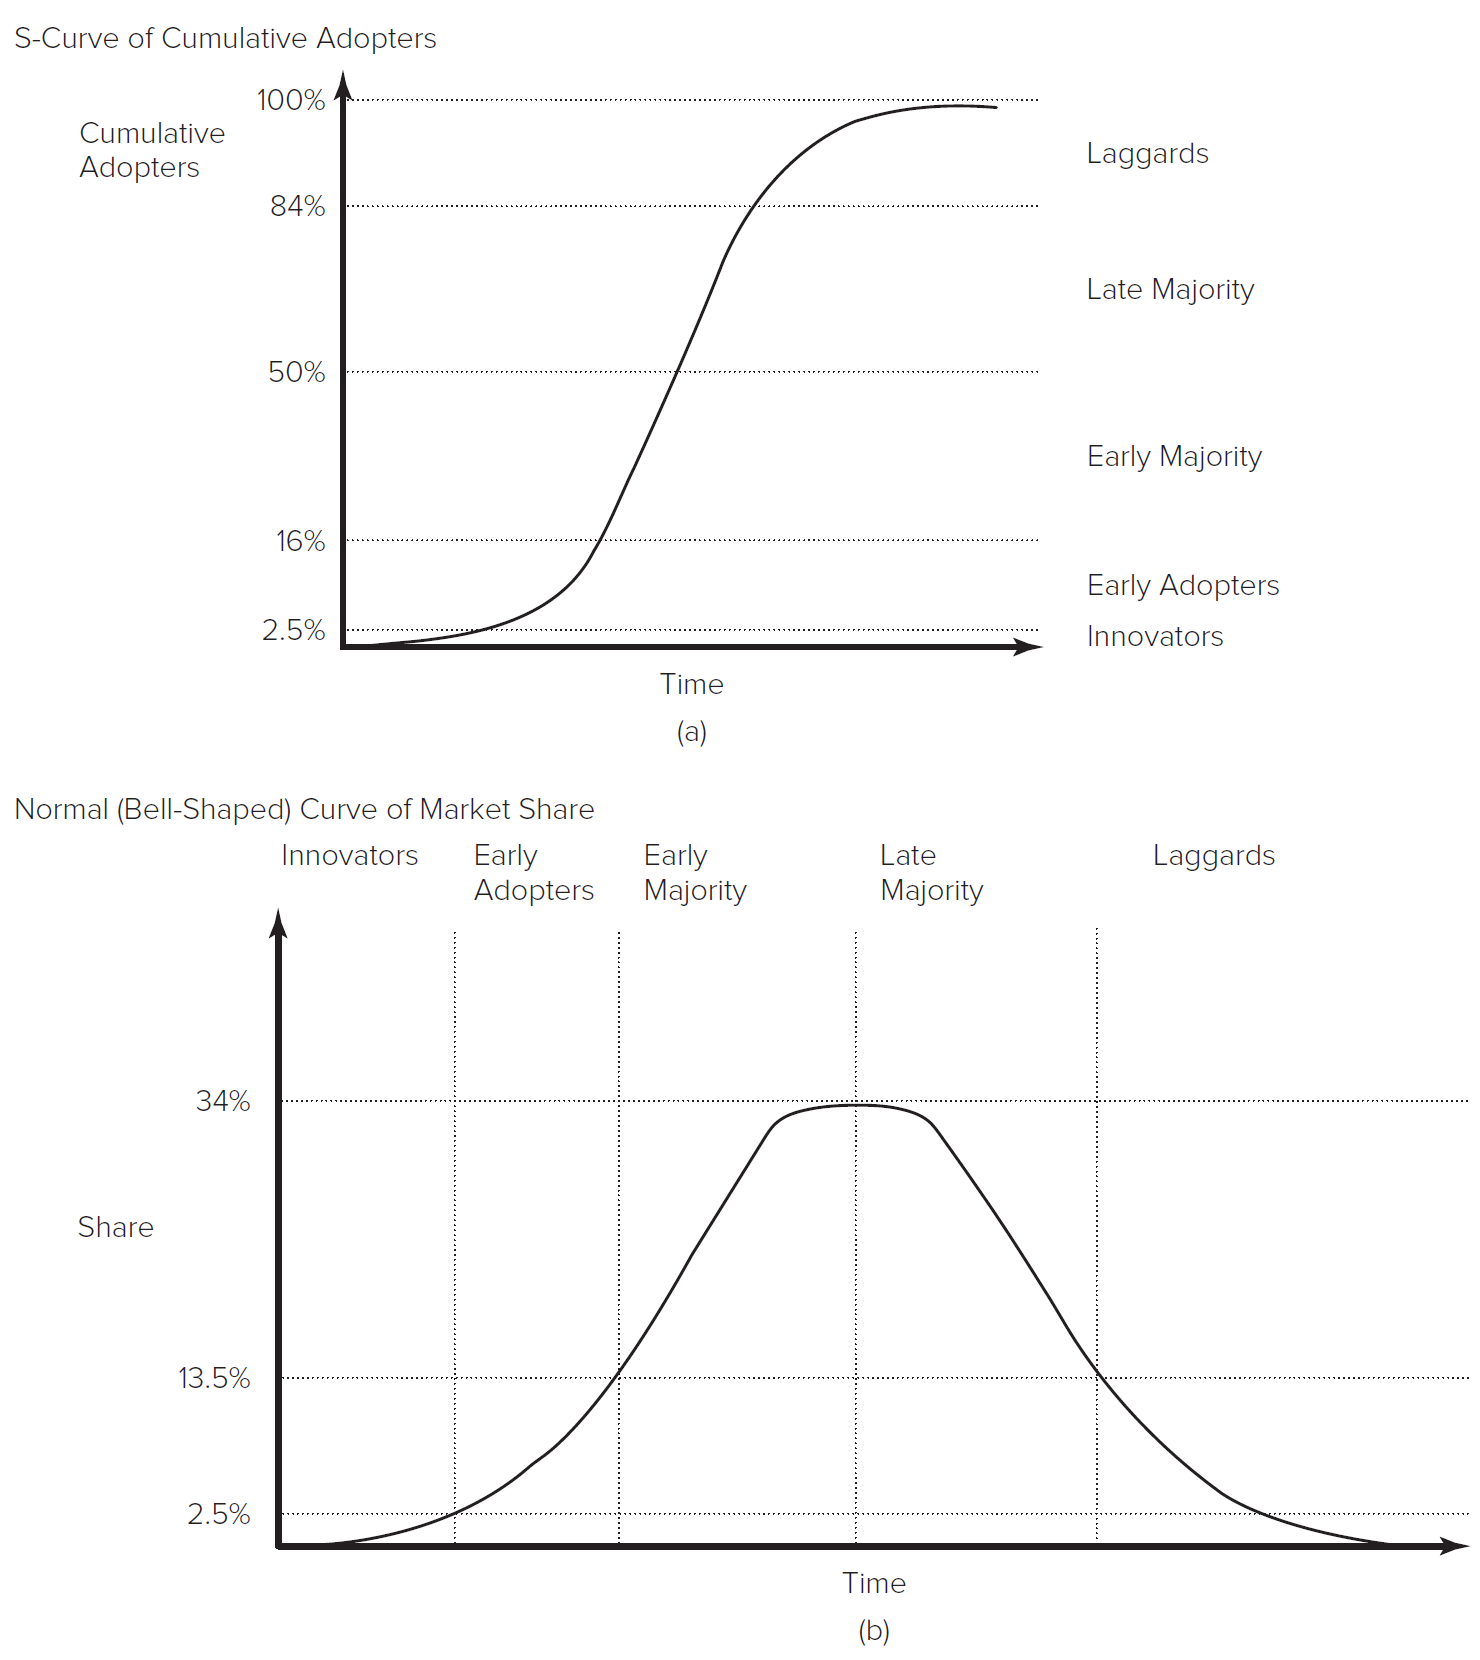 S-Curve of Cumulative Adopters
100%
Cumulative
Adopters
Laggards
84%
Late Majority
50%
Early Majority
16%
Early Adopters
2.5%
Innovators
Time
(a)
Normal (Bell-Shaped) Curve of Market Share
Innovators
Early
Adopters
Early
Majority
Late
Majority
Laggards
34%
Share
13.5%
2.5%
Time
(b)